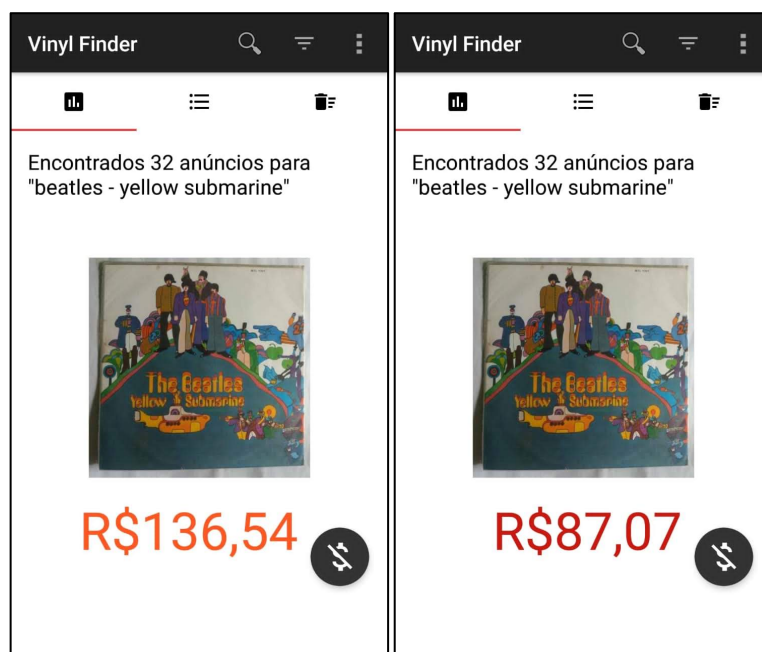 Vinyl Finder
Encontrados 32 anúncios para
"beatles - yellow submarine"
The Beatles
Yellow Submarine
R$136,54
Vinyl Finder
Encontrados 32 anúncios para
"beatles - yellow submarine"
The Beatles
Yellow Submarine
R$87,07